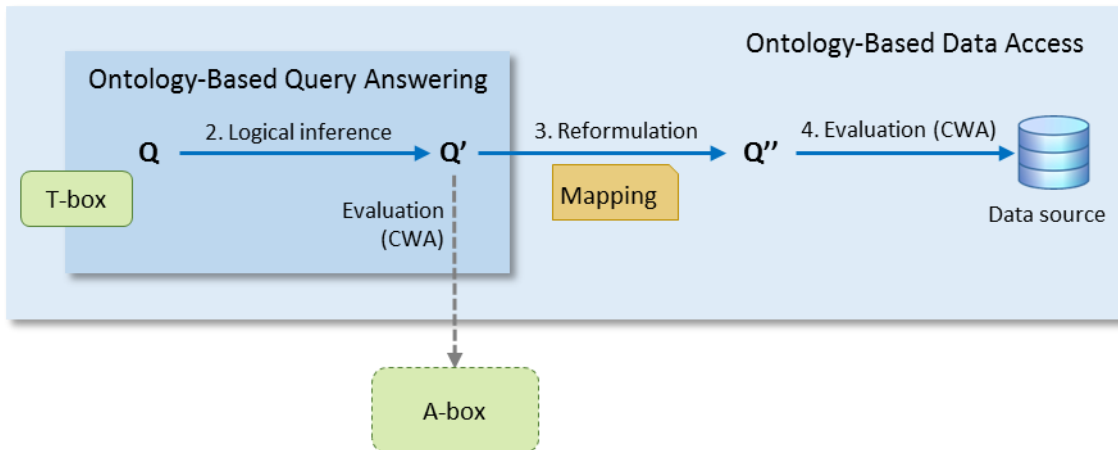 Ontology-Based Data Access
Ontology-Based Query Answering
2. Logical inference
3. Reformulation
4. Evaluation (CWA)
Q
Q'
Q''
T-box
Mapping
Evaluation
(CWA)
Data source
A-box